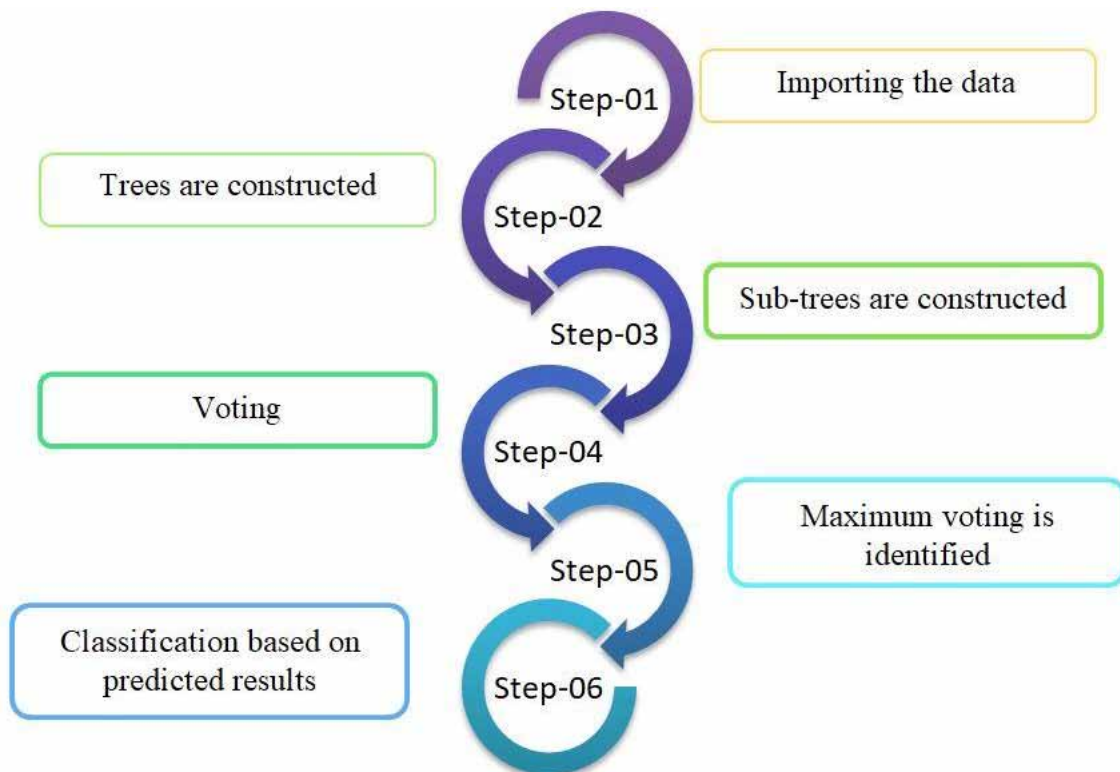 Step-01
Importing the data
Trees are constructed
Step-02
Step-03
Sub-trees are constructed
Voting
Step-04
Maximum voting is
identified
Step-05
Classification based on
predicted results
Step-06